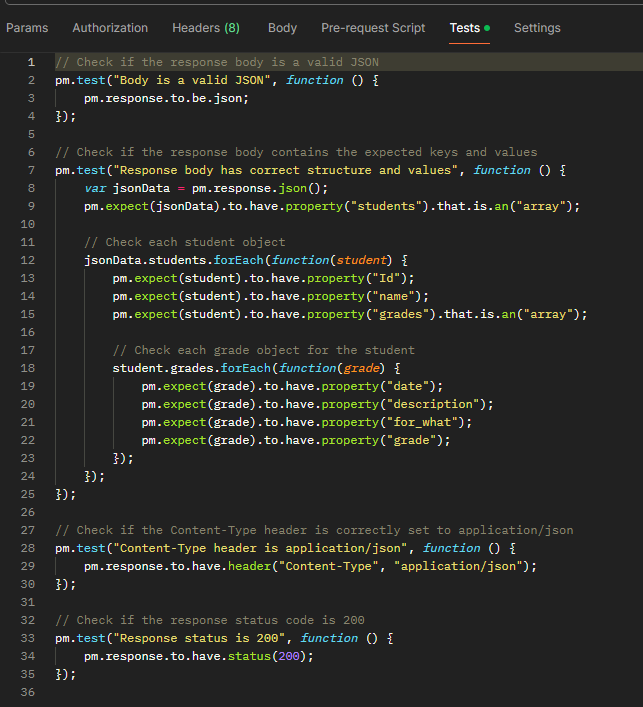 Params Authorization Headers (8) Body Pre-request Script Tests Settings
1 // Check if the response body is a valid JSON
2 pm.test("Body is a valid JSON", function () {
3 pm.response.to.be.json;
4 });
5
6 // Check if the response body contains the expected keys and values
7 pm.test("Response body has correct structure and values", function () {
8 var jsonData = pm.response.json();
9 pm.expect(jsonData).to.have.property("students").that.is.an("array");
10
11 // Check each student object
12 jsonData.students.forEach(function(student) {
13 pm.expect(student).to.have.property("Id");
14 pm.expect(student).to.have.property("name");
15 pm.expect(student).to.have.property("grades").that.is.an("array");
16
17 // Check each grade object for the student
18 student.grades.forEach(function(grade) {
19 pm.expect(grade).to.have.property("date");
20 pm.expect(grade).to.have.property("description");
21 pm.expect(grade).to.have.property("for_what");
22 pm.expect(grade).to.have.property("grade");
23 });
24 });
25 });
26
27 // Check if the Content-Type header is correctly set to application/json
28 pm.test("Content-Type header is application/json", function () {
29 pm.response.to.have.header("Content-Type", "application/json");
30 });
31
32 // Check if the response status code is 200
33 pm.test("Response status is 200", function () {
34 pm.response.to.have.status(200);
35 });
36